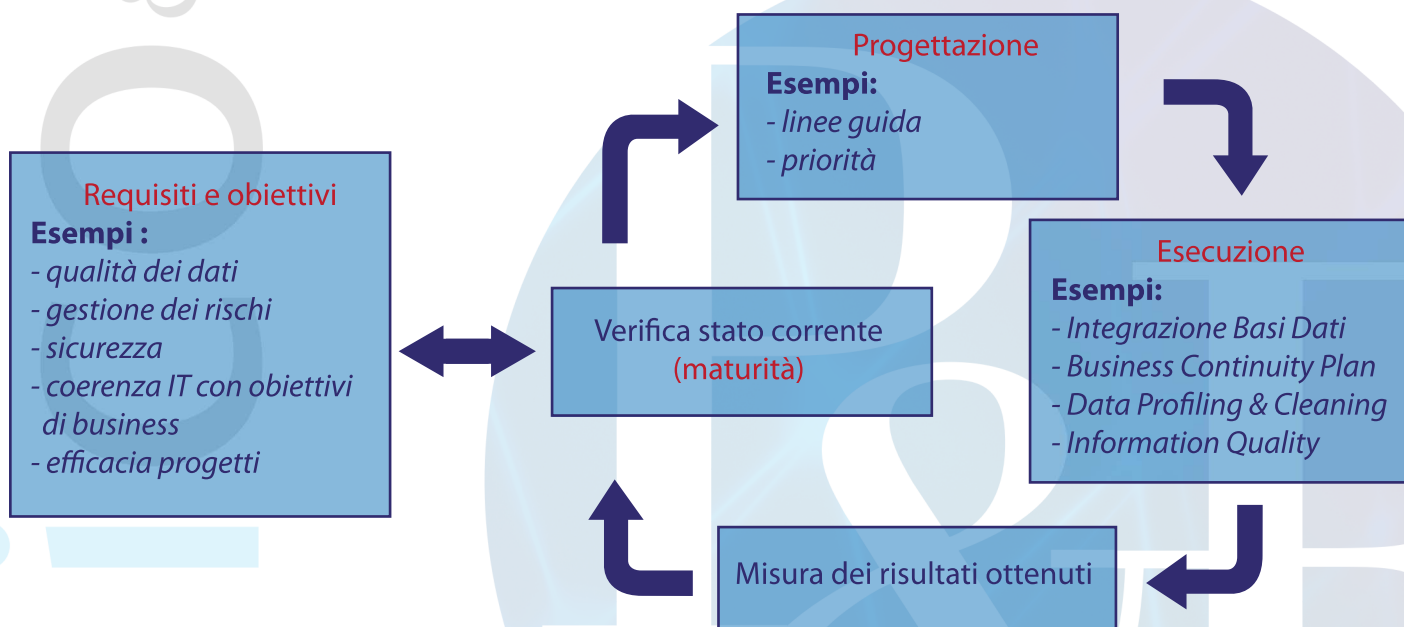 Progettazione
Esempi:
- linee guida
- priorità
Requisiti e obiettivi
Esempi :
- qualità dei dati
- gestione dei rischi
- sicurezza
- coerenza IT con obiettivi
di business
- efficacia progetti
Verifica stato corrente
(maturità)
Esecuzione
Esempi:
- Integrazione Basi Dati
- Business Continuity Plan
- Data Profiling & Cleaning
- Information Quality
Misura dei risultati ottenuti